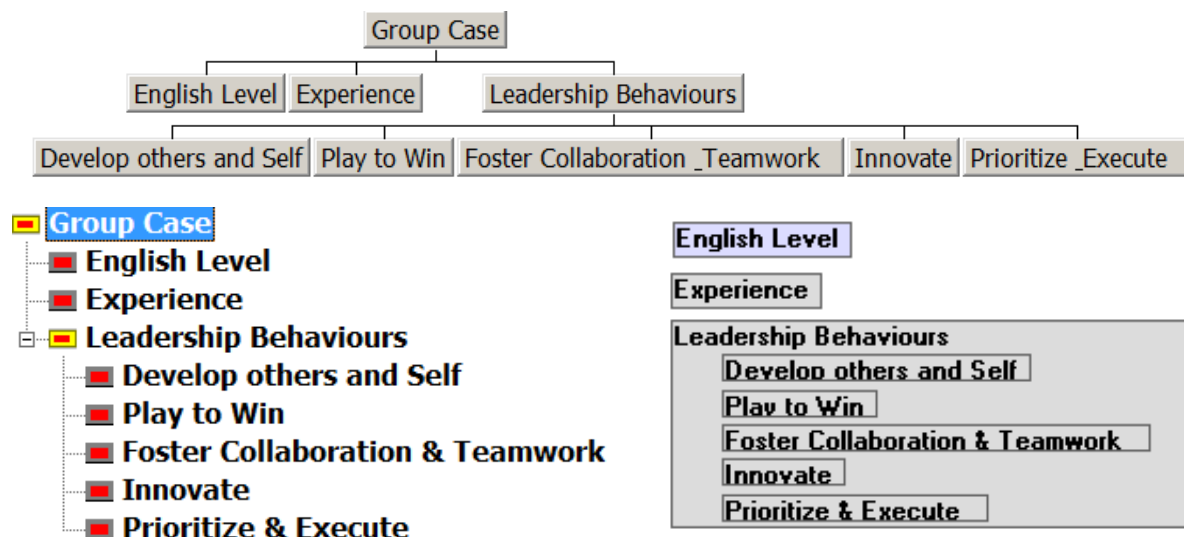 Group Case
English Level Experience Leadership Behaviours
Develop others and Self Play to Win Foster Collaboration _Teamwork Innovate Prioritize _Execute
Group Case
English Level
Experience
Leadership Behaviours
Develop others and Self
Play to Win
Foster Collaboration & Teamwork
Innovate
Prioritize & Execute
English Level
Experience
Leadership Behaviours
Develop others and Self
Play to Win
Foster Collaboration & Teamwork
Innovate
Prioritize & Execute